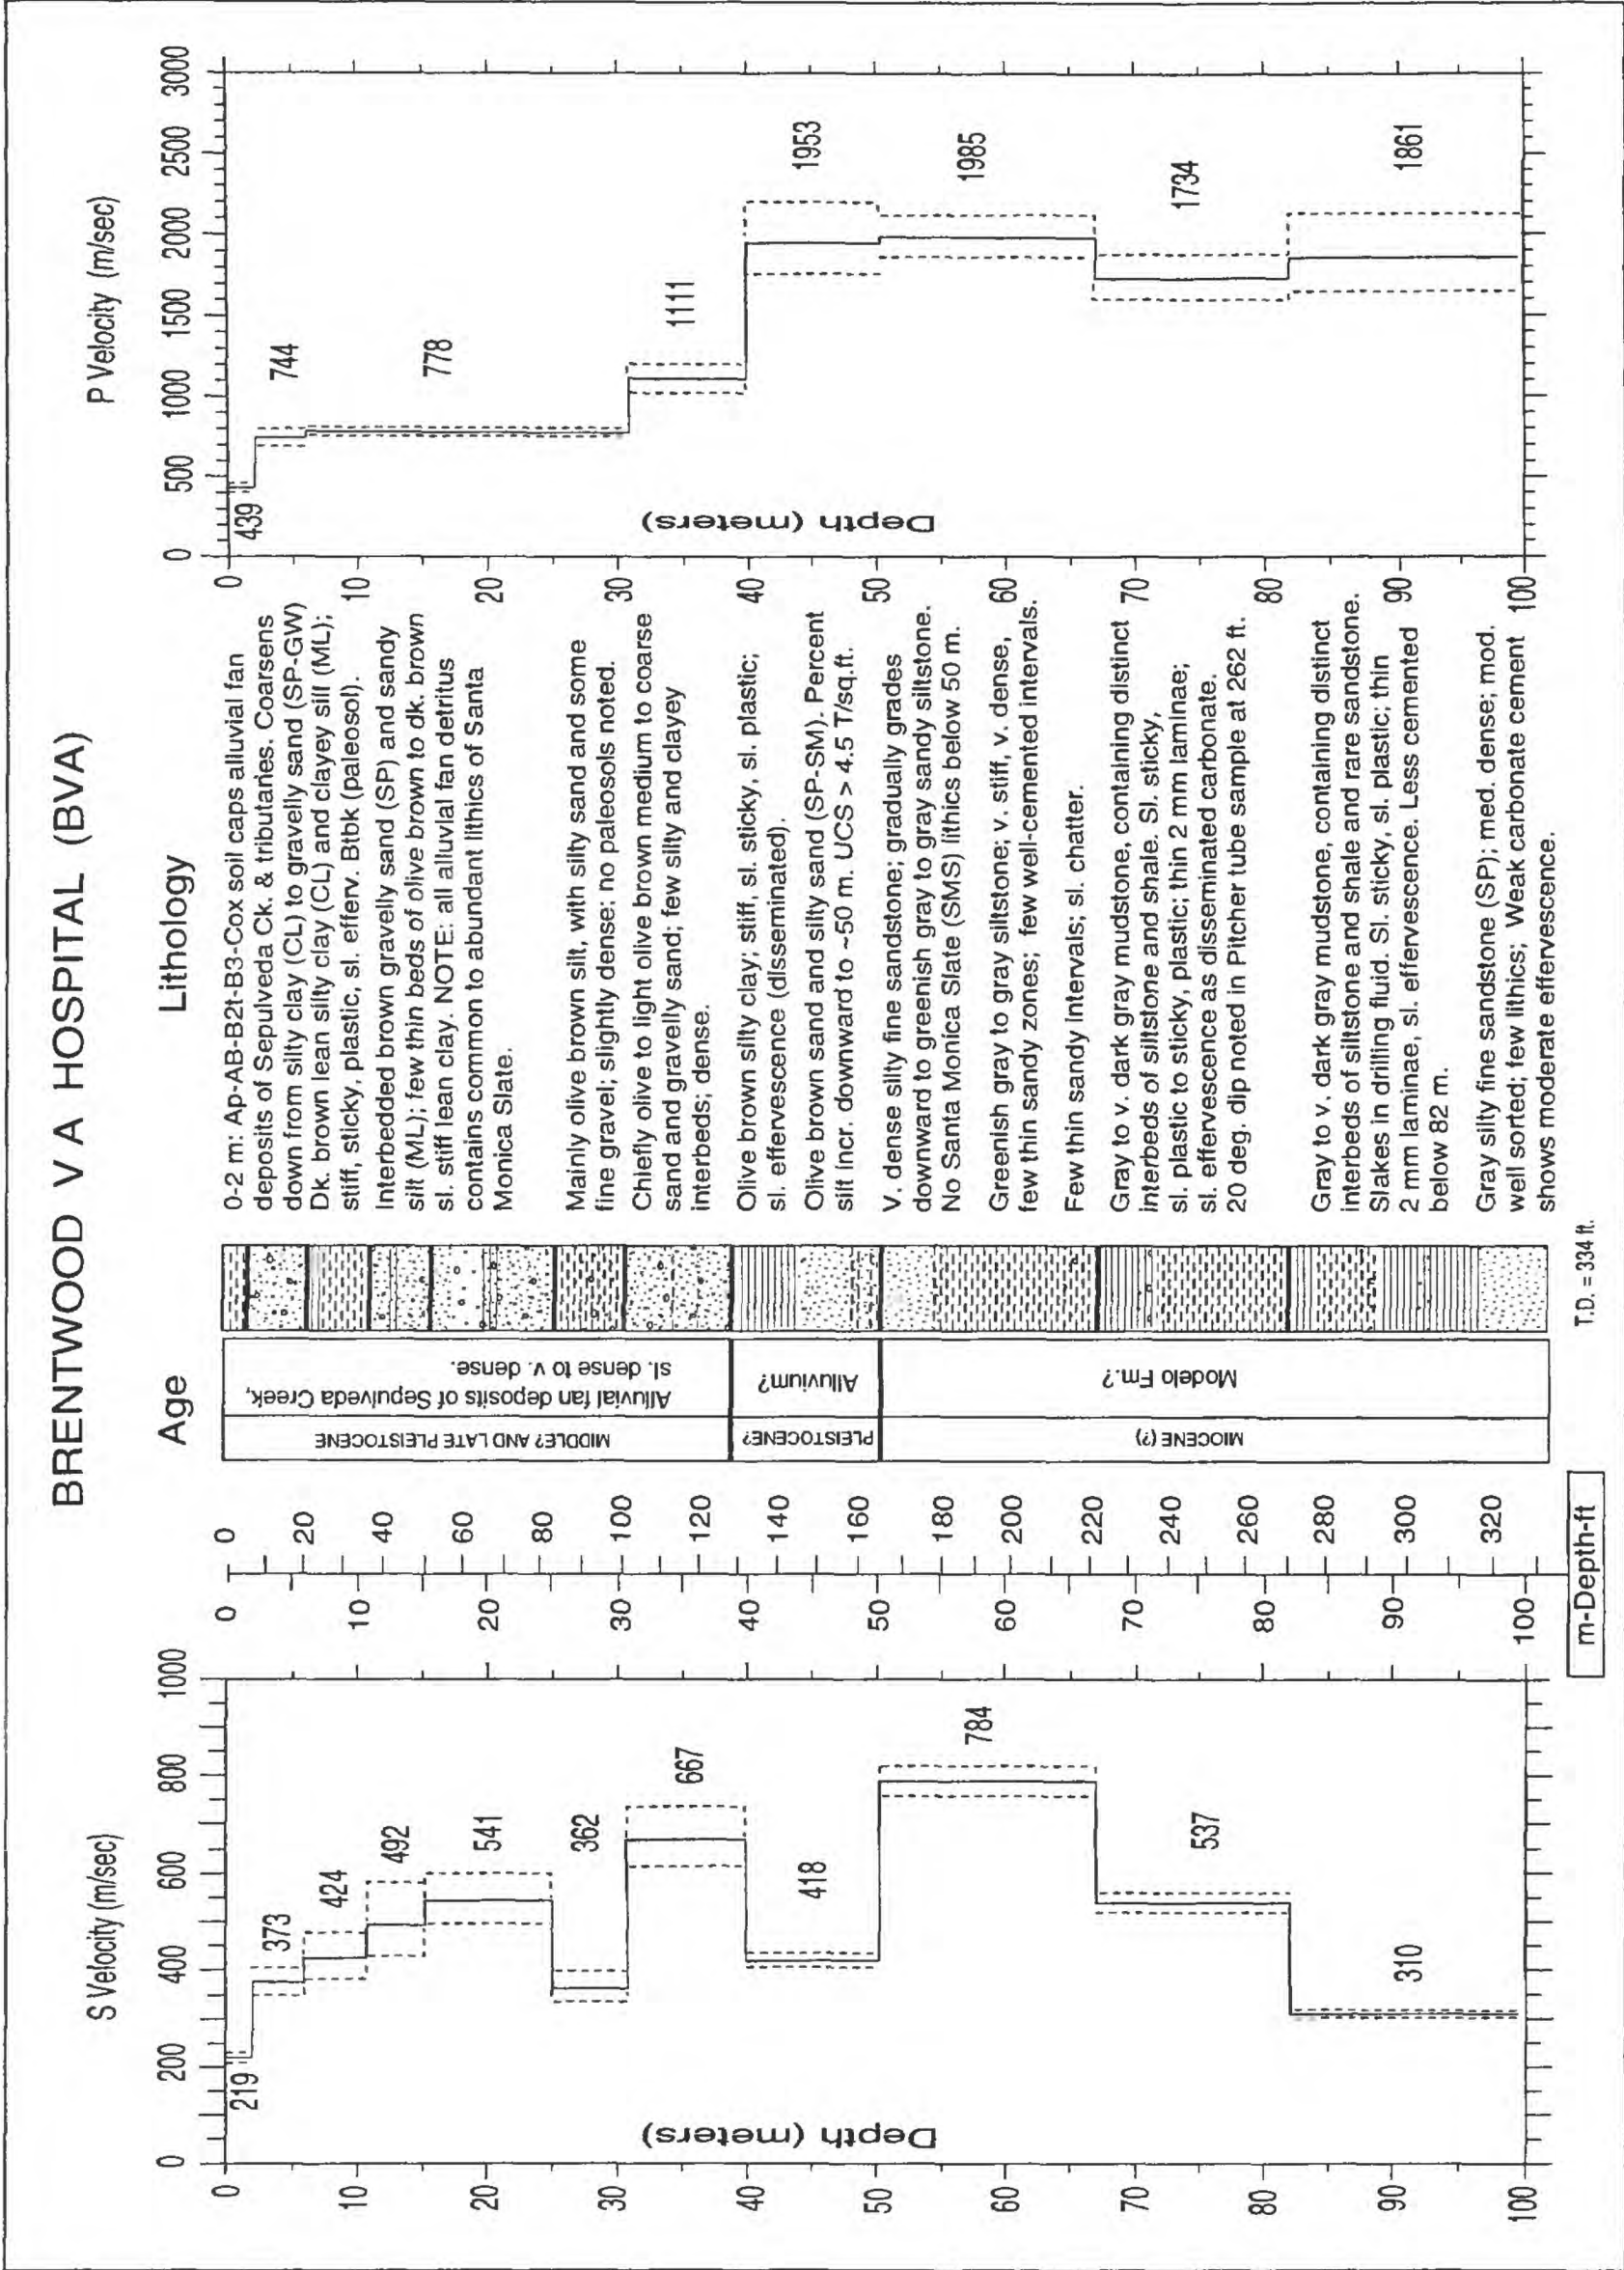 BRENTWOOD V A HOSPITAL (BVA)
S Velocity (m/sec)
0 200 400 600 800 1000
0
10
20
30
40
50
60
70
80
90
100
Depth (meters)
219
373
424
492
541
362
667
418
784
537
310
0
10
20
30
40
50
60
70
80
90
100
0
20
40
60
80
100
120
140
160
180
200
220
240
260
280
300
320
m-Depth-ft
Age
MIDDLE? AND LATE PLEISTOCENE
Alluvial fan deposits of Sepulveda Creek,
sl. dense to v. dense.
PLEISTOCENE?
Alluvium?
MIOCENE (?)
Modelo Fm.?
T.D. = 334 ft.
Lithology
0-2 m: Ap-AB-B2t-B3-Cox soil caps alluvial fan
deposits of Sepulveda Ck. & tributaries. Coarsens
down from silty clay (CL) to gravelly sand (SP-GW)
Dk. brown lean silty clay (CL) and clayey silf (ML);
stiff, sticky, plastic, sl. efferv. Btbk (paleosol).
Interbedded brown gravelly sand (SP) and sandy
silt (ML); few thin beds of olive brown to dk. brown
sl. stiff lean clay. NOTE: all alluvial fan detritus
contains common to abundant lithics of Santa
Monica Slate.
Mainly olive brown silt, with silty sand and some
fine gravel; slightly dense; no paleosols noted.
Chiefly olive to light olive brown medium to coarse
sand and gravelly sand; few silty and clayey
interbeds; dense.
Olive brown silty clay; stiff, sl. sticky, sl. plastic;
sl. effervescence (disseminated).
Olive brown sand and silty sand (SP-SM). Percent
silt incr. downward to ~50 m. UCS > 4.5 T/sq.ft.
V. dense silty fine sandstone; gradually grades
downward to greenish gray to gray sandy siltstone.
No Santa Monica Slate (SMS) lithics below 50 m.
Greenish gray to gray siltstone; v. stiff, v. dense,
few thin sandy zones; few well-cemented intervals.
Few thin sandy intervals; sl. chatter.
Gray to v. dark gray mudstone, containing distinct
interbeds of siltstone and shale. Sl. sticky,
sl. plastic to sticky, plastic; thin 2 mm laminae;
sl. effervescence as disseminated carbonate.
20 deg. dip noted in Pitcher tube sample at 262 ft.
Gray to v. dark gray mudstone, containing distinct
interbeds of siltstone and shale and rare sandstone.
Slakes in drilling fluid. Sl. sticky, sl. plastic; thin
2 mm laminae, sl. effervescence. Less cemented
below 82 m.
Gray silty fine sandstone (SP); med. dense; mod.
well sorted; few lithics; Weak carbonate cement
shows moderate effervescence.
P Velocity (m/sec)
0 500 1000 1500 2000 2500 3000
0
10
20
30
40
50
60
70
80
90
100
Depth (meters)
439
744
778
1111
1953
1985
1734
1861